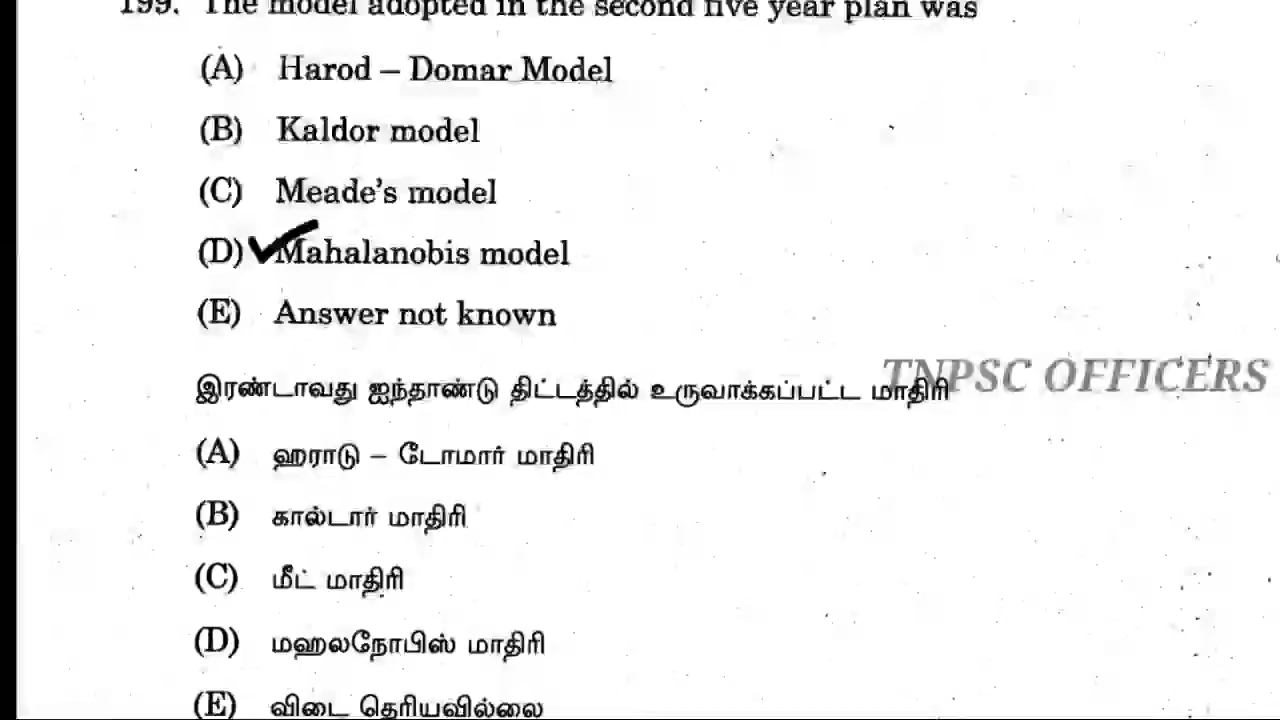 199. The model adopted in the second five year plan was
(A) Harod – Domar Model
(B) Kaldor model
(C) Meade's model
(D) Mahalanobis model
(E) Answer not known
TNPSC OFFICERS
இரண்டாவது ஐந்தாண்டு திட்டத்தில் உருவாக்கப்பட்ட மாதிரி
(A) ஹராடு – டோமார் மாதிரி
(B) கால்டார் மாதிரி
(C) மீட் மாதிரி
(D) மஹலநோபிஸ் மாதிரி
(E) விடை தெரியவில்லை